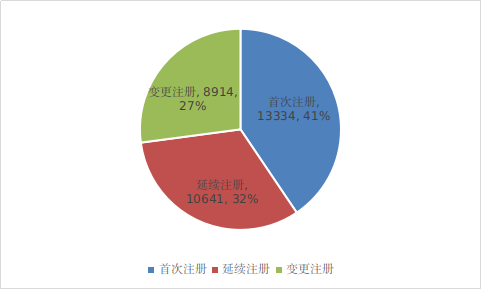 变更注册, 8914,
27%
首次注册,
13334, 41%
延续注册,
10641, 32%
首次注册 延续注册 变更注册